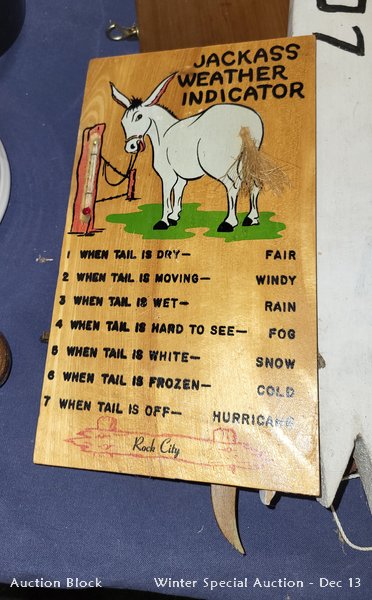 JACKASS
WEATHER
INDICATOR
1 WHEN TAIL IS DRY— FAIR
2 WHEN TAIL IS MOVING— WINDY
3 WHEN TAIL IS WET— RAIN
4 WHEN TAIL IS HARD TO SEE— FOG
5 WHEN TAIL IS WHITE— SNOW
6 WHEN TAIL IS FROZEN— COLD
7 WHEN TAIL IS OFF— HURRICANE
Rock City
07
Auction Block Winter Special Auction - Dec 13